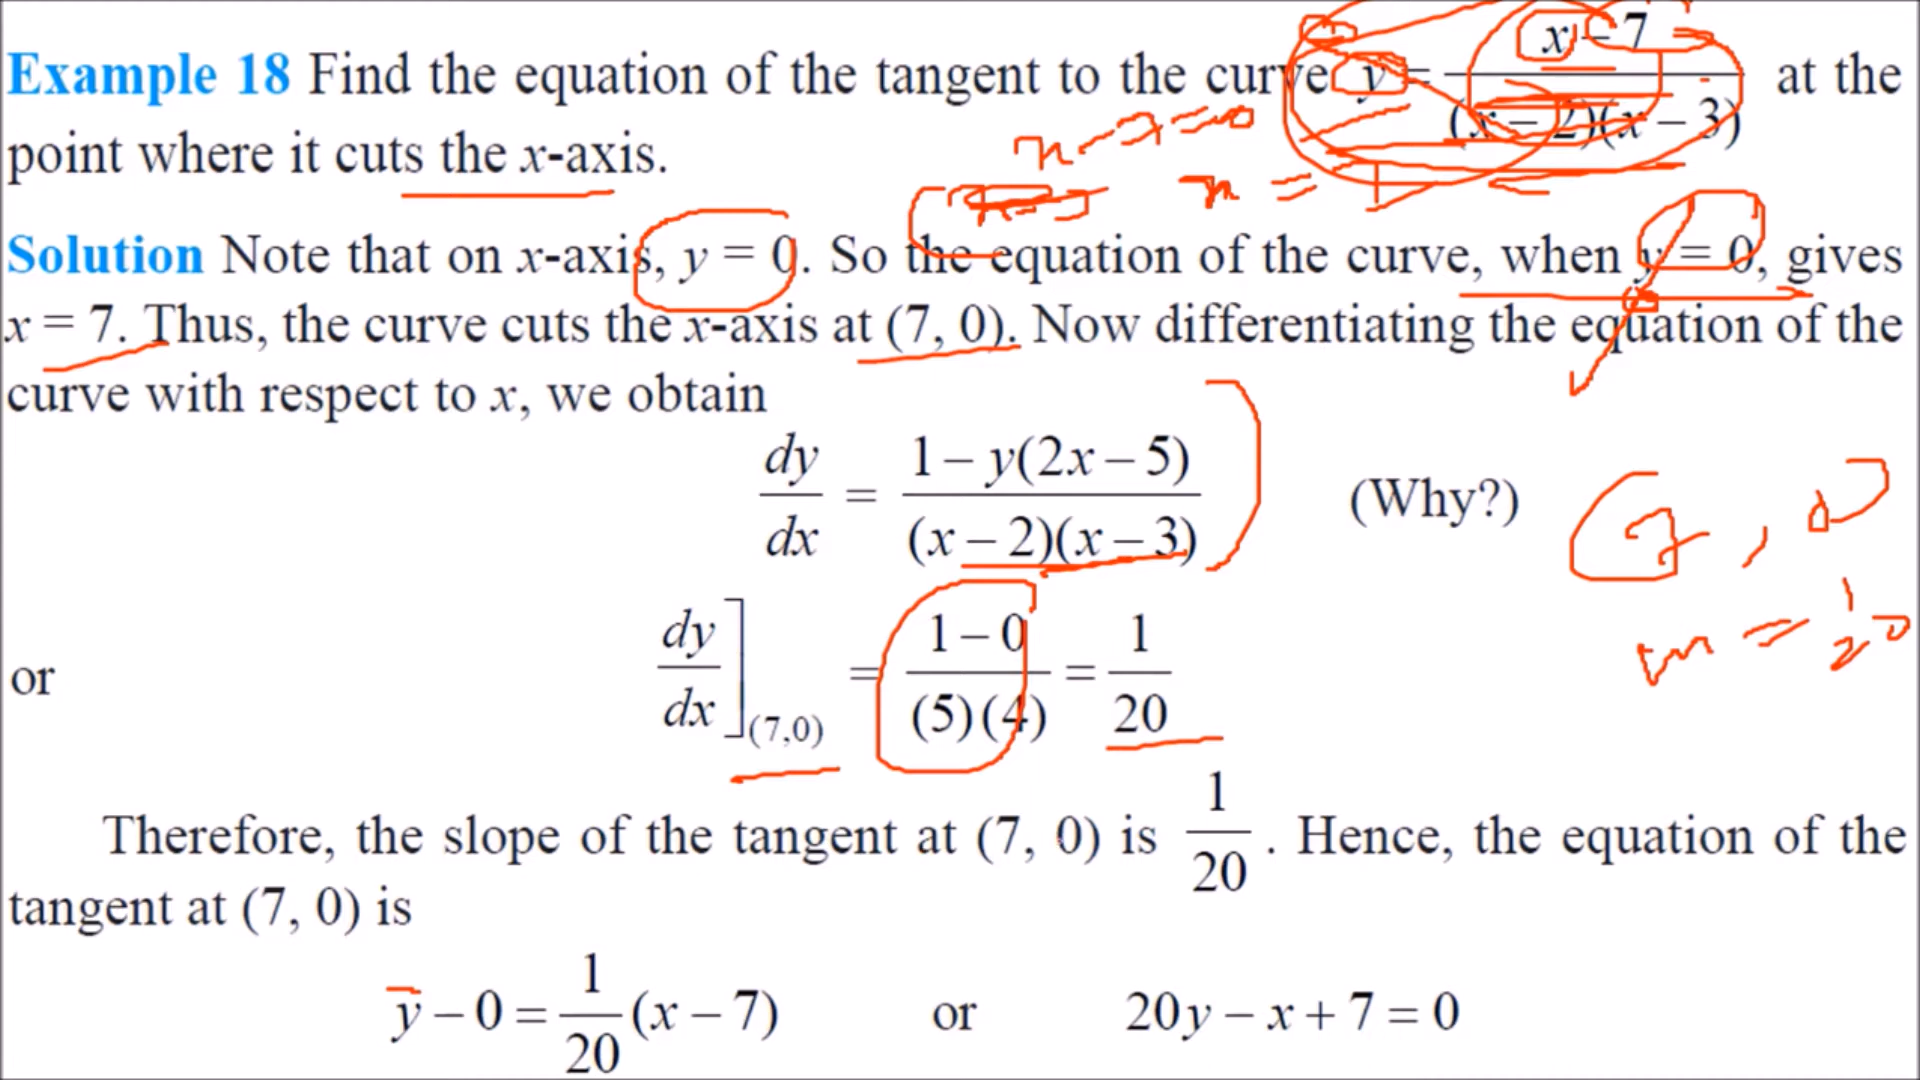 Example 18 Find the equation of the tangent to the curve y = (x – 7)/((x – 2)(x – 3)) at the
point where it cuts the x-axis.
Solution Note that on x-axis, y = 0. So the equation of the curve, when y = 0, gives
x = 7. Thus, the curve cuts the x-axis at (7, 0). Now differentiating the equation of the
curve with respect to x, we obtain
dy/dx = (1 – y(2x – 5))/((x – 2)(x – 3)) (Why?)
7, 0
or dy/dx](7,0) = (1 – 0)/((5)(4)) = 1/20
m = 1/20
Therefore, the slope of the tangent at (7, 0) is 1/20. Hence, the equation of the
tangent at (7, 0) is
y – 0 = 1/20 (x – 7) or 20y – x + 7 = 0